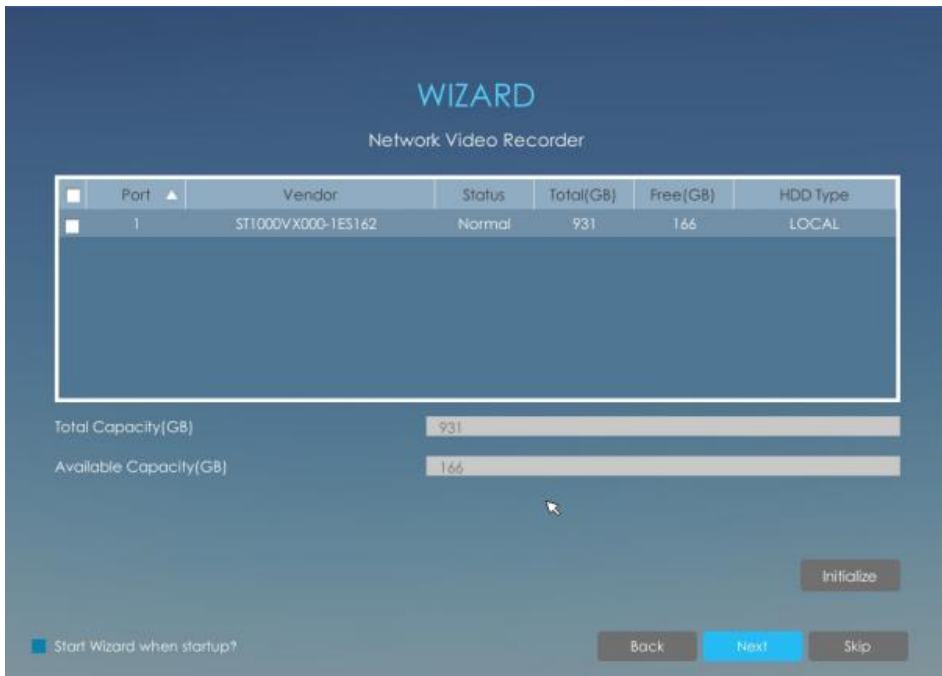 WIZARD
Network Video Recorder
Port Vendor Status Total(GB) Free(GB) HDD Type
1 ST1000VX000-1ES162 Normal 931 166 LOCAL
Total Capacity(GB) 931
Available Capacity(GB) 166
Initialize
Start Wizard when startup? Back Next Skip